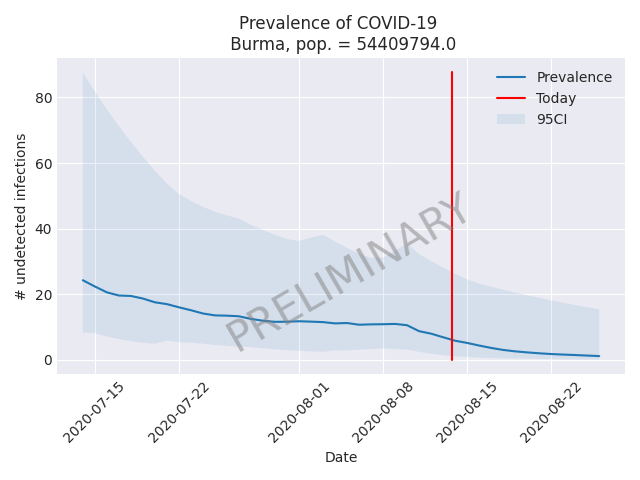 Prevalence of COVID-19
Burma, pop. = 54409794.0
Prevalence
Today
95CI
PRELIMINARY
# undetected infections
80
60
40
20
0
2020-07-15
2020-07-22
2020-08-01
2020-08-08
2020-08-15
2020-08-22
Date